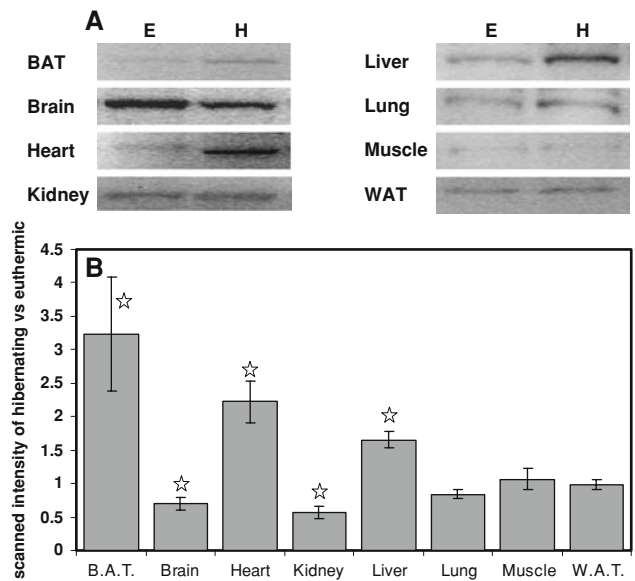 A
E H
BAT
Brain
Heart
Kidney
E H
Liver
Lung
Muscle
WAT
B
scanned intensity of hibernating vs euthermic
4.5
4
3.5
3
2.5
2
1.5
1
0.5
0
B.A.T. Brain Heart Kidney Liver Lung Muscle W.A.T.